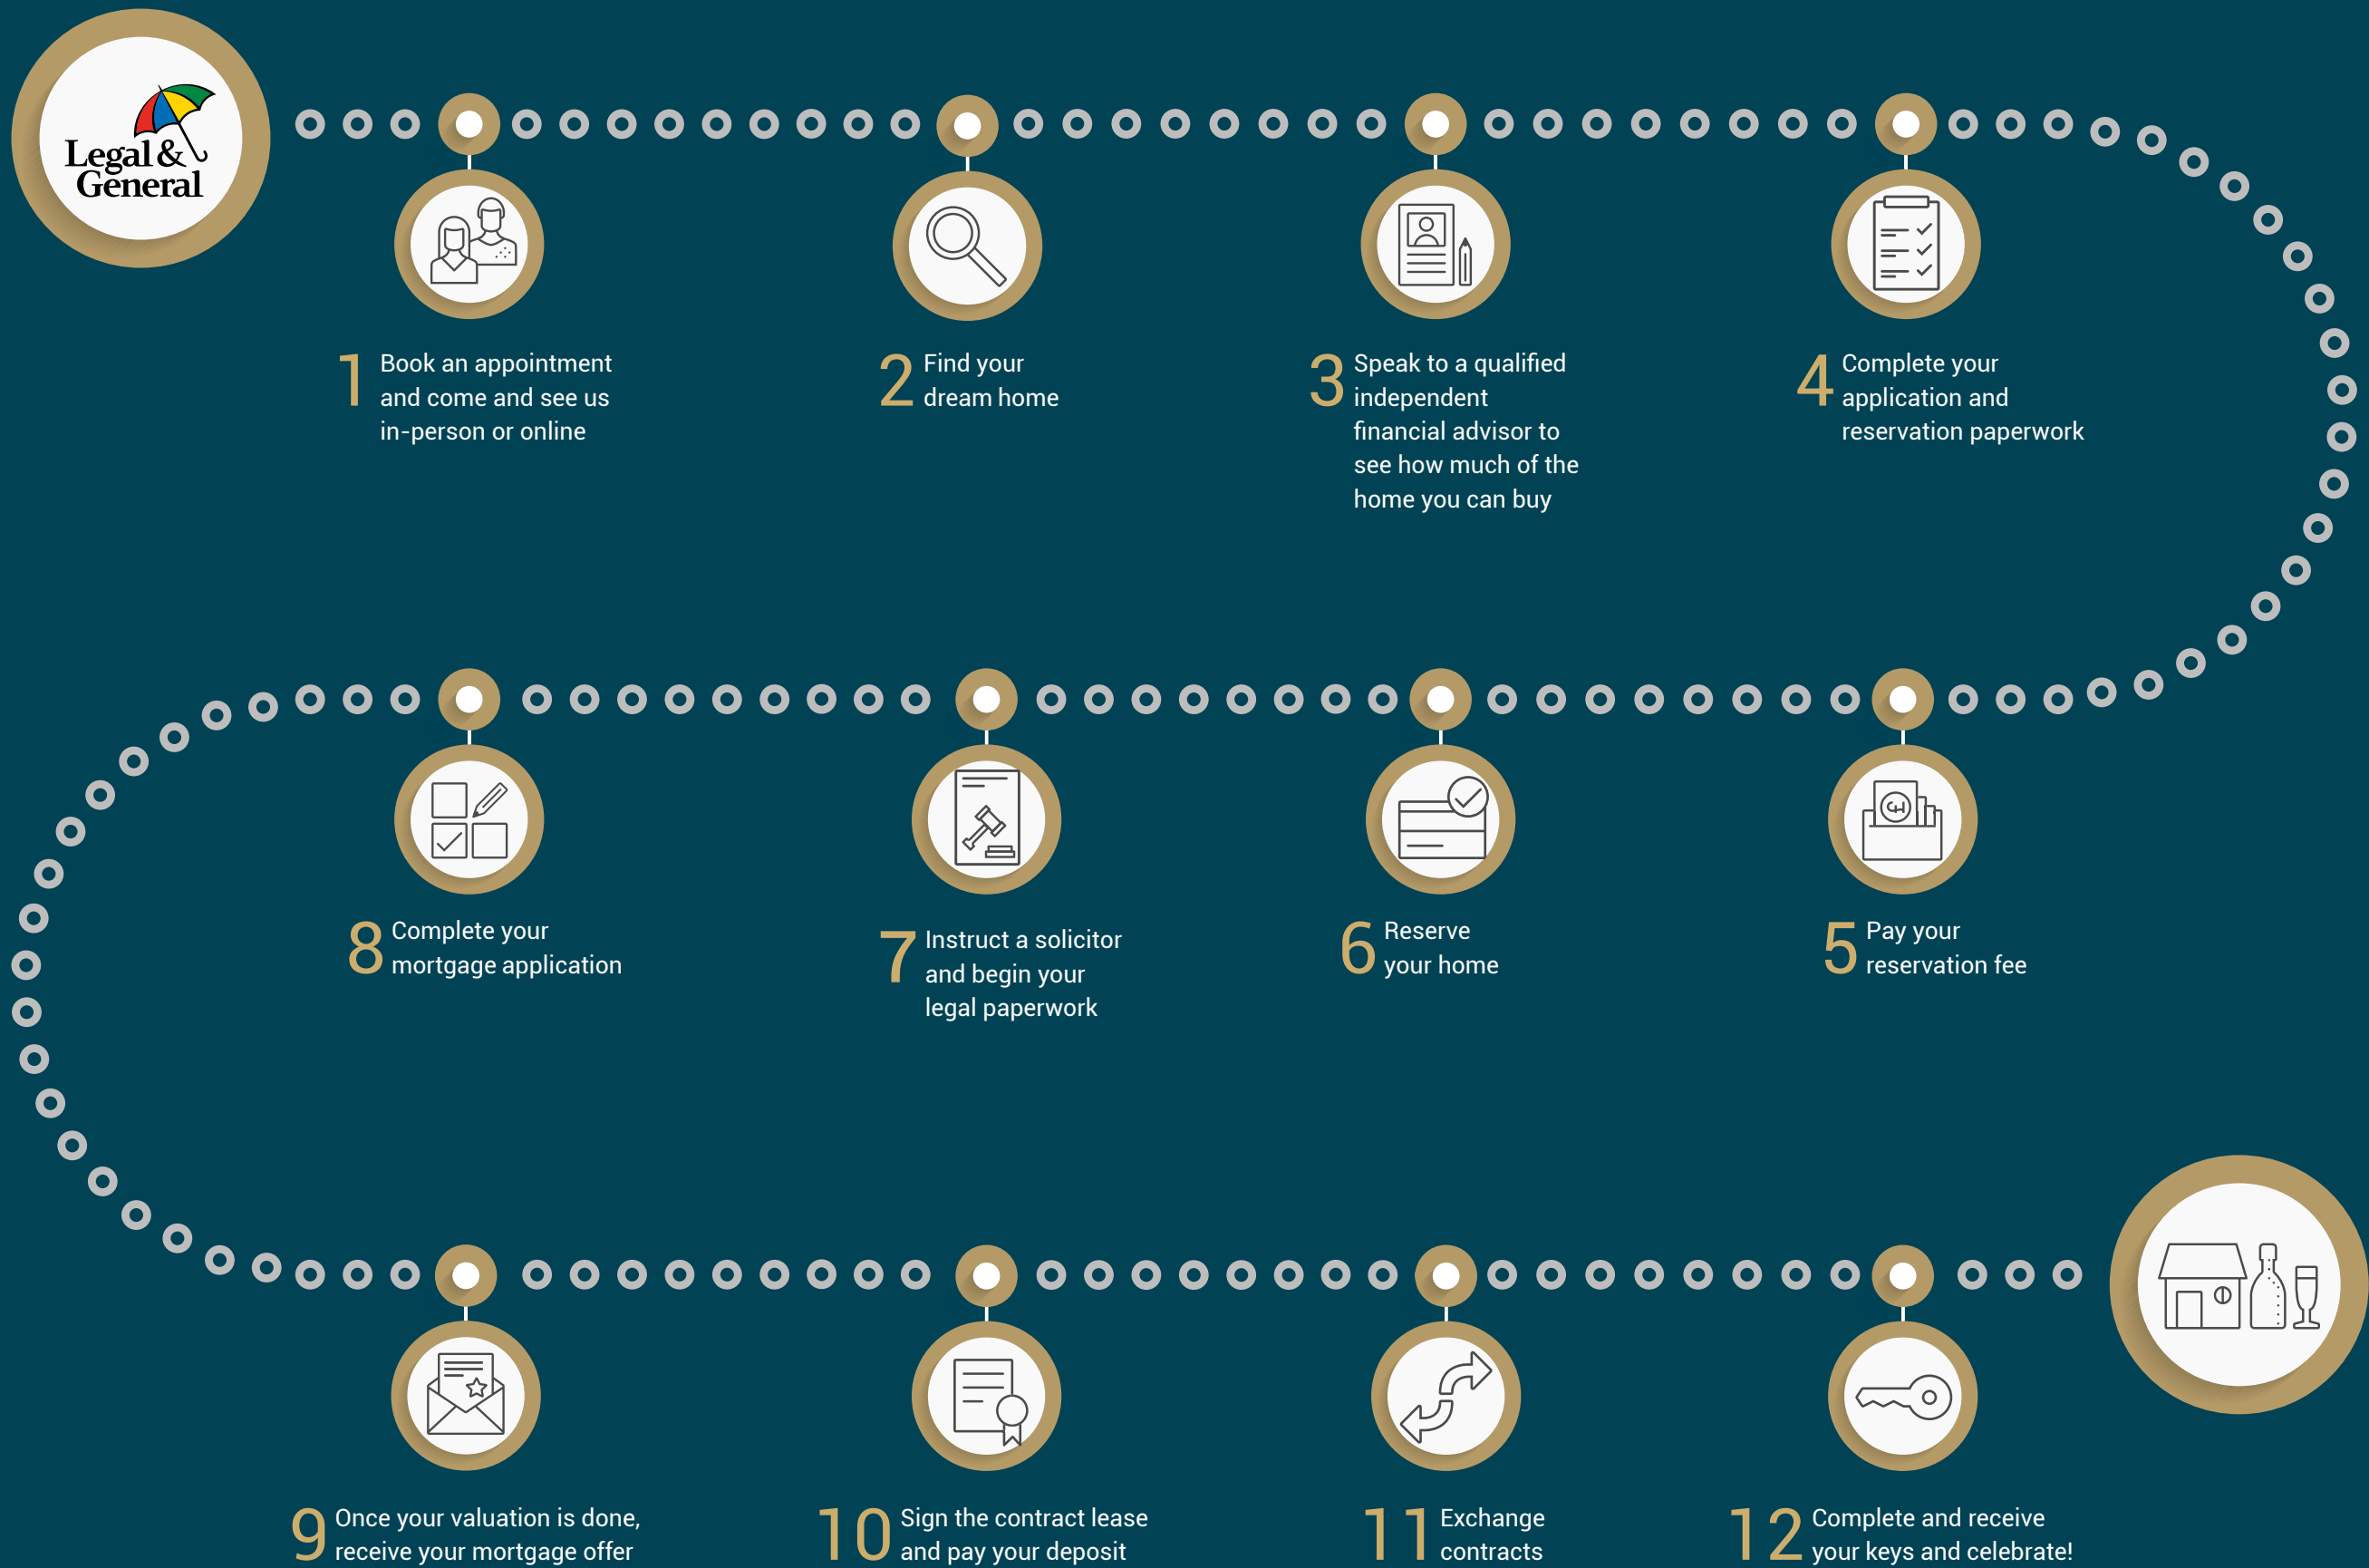 Legal &
General
1 Book an appointment
and come and see us
in-person or online
2 Find your
dream home
3 Speak to a qualified
independent
financial advisor to
see how much of the
home you can buy
4 Complete your
application and
reservation paperwork
5 Pay your
reservation fee
6 Reserve
your home
7 Instruct a solicitor
and begin your
legal paperwork
8 Complete your
mortgage application
9 Once your valuation is done,
receive your mortgage offer
10 Sign the contract lease
and pay your deposit
11 Exchange
contracts
12 Complete and receive
your keys and celebrate!